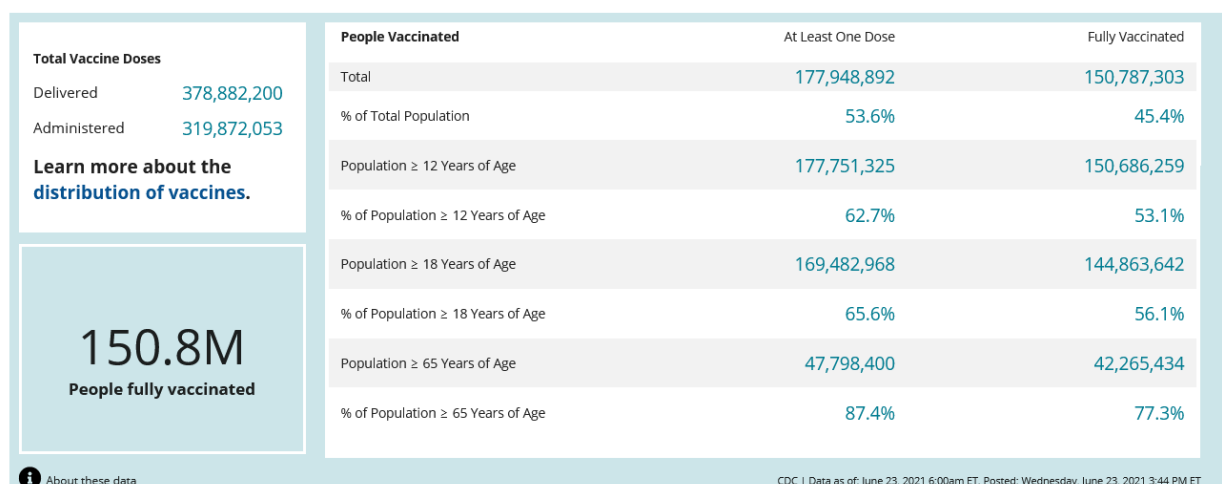 Total Vaccine Doses
Delivered 378,882,200
Administered 319,872,053
Learn more about the
distribution of vaccines.
150.8M
People fully vaccinated
People Vaccinated At Least One Dose Fully Vaccinated
Total 177,948,892 150,787,303
% of Total Population 53.6% 45.4%
Population ≥ 12 Years of Age 177,751,325 150,686,259
% of Population ≥ 12 Years of Age 62.7% 53.1%
Population ≥ 18 Years of Age 169,482,968 144,863,642
% of Population ≥ 18 Years of Age 65.6% 56.1%
Population ≥ 65 Years of Age 47,798,400 42,265,434
% of Population ≥ 65 Years of Age 87.4% 77.3%
i About these data
CDC | Data as of: June 23, 2021 6:00am ET. Posted: Wednesday, June 23, 2021 3:44 PM ET